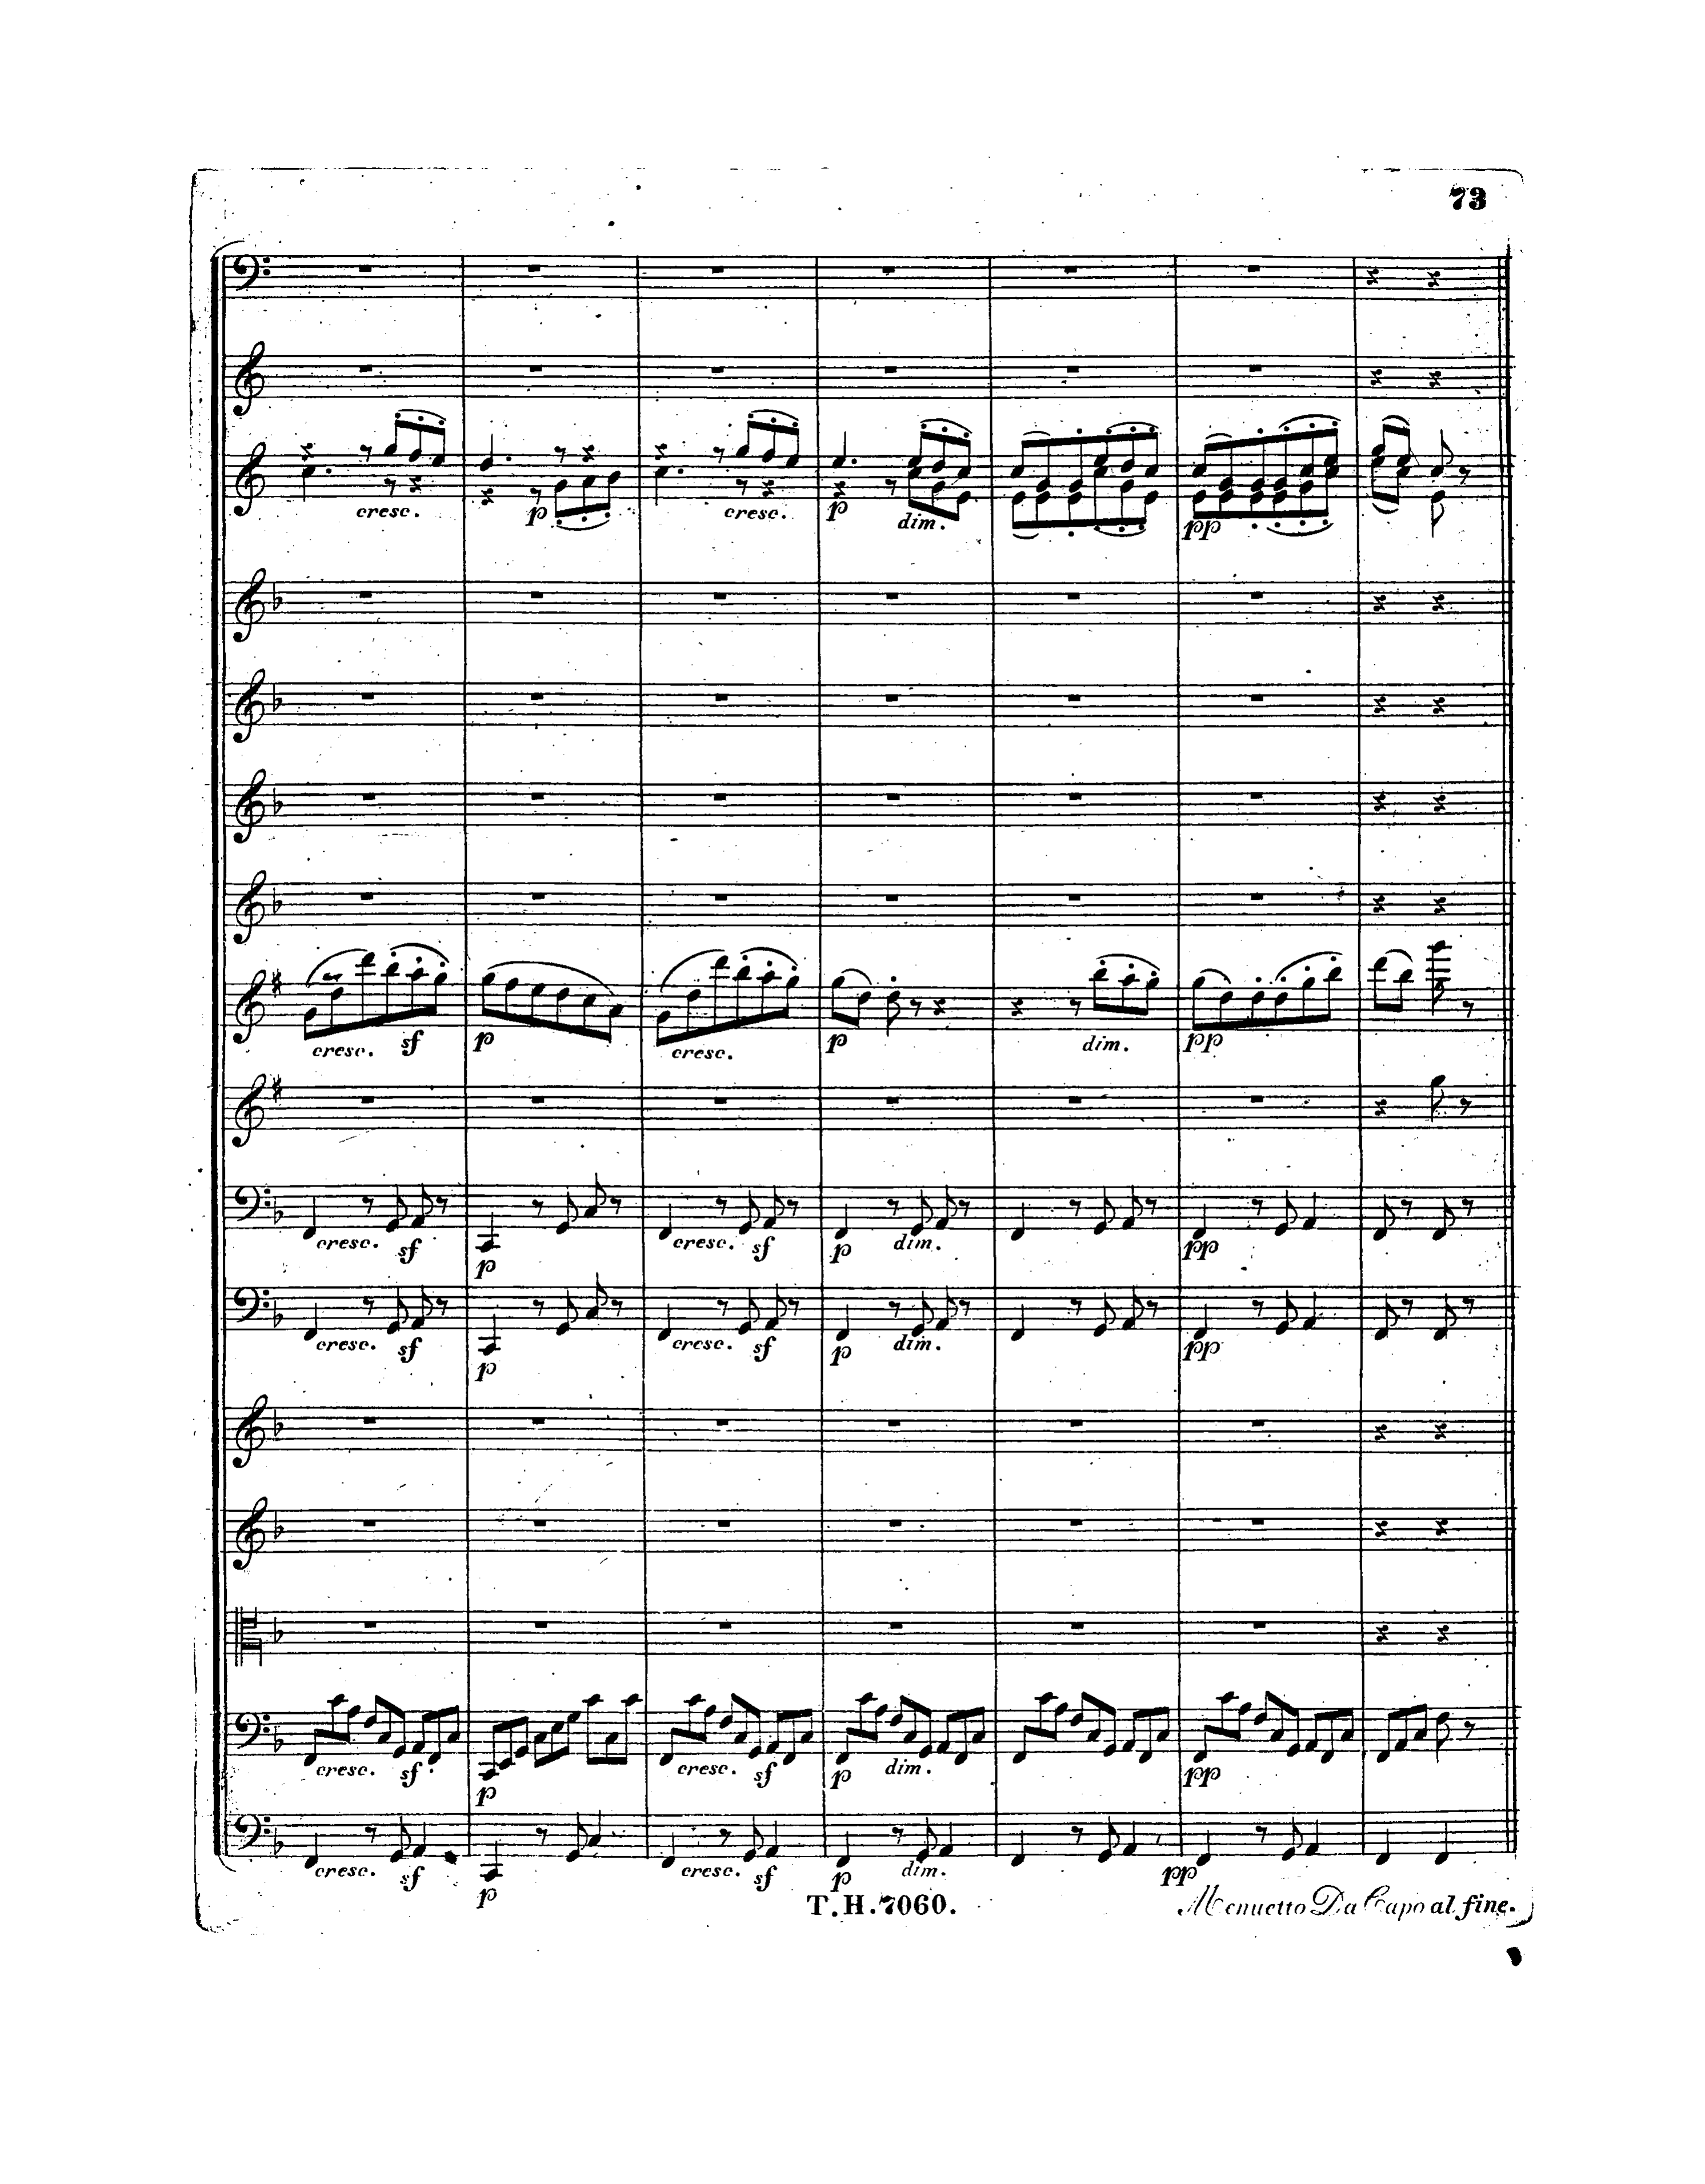 73
cresc. p cresc. p dim. pp
cresc. sf p cresc. p dim. pp
cresc. sf p cresc. sf p dim. pp
cresc. sf p cresc. sf p dim. pp
cresc. sf. p cresc. sf p dim. pp
cresc. sf p cresc. sf p dim. pp
T.H.7060. Menuetto Da Capo al fine.